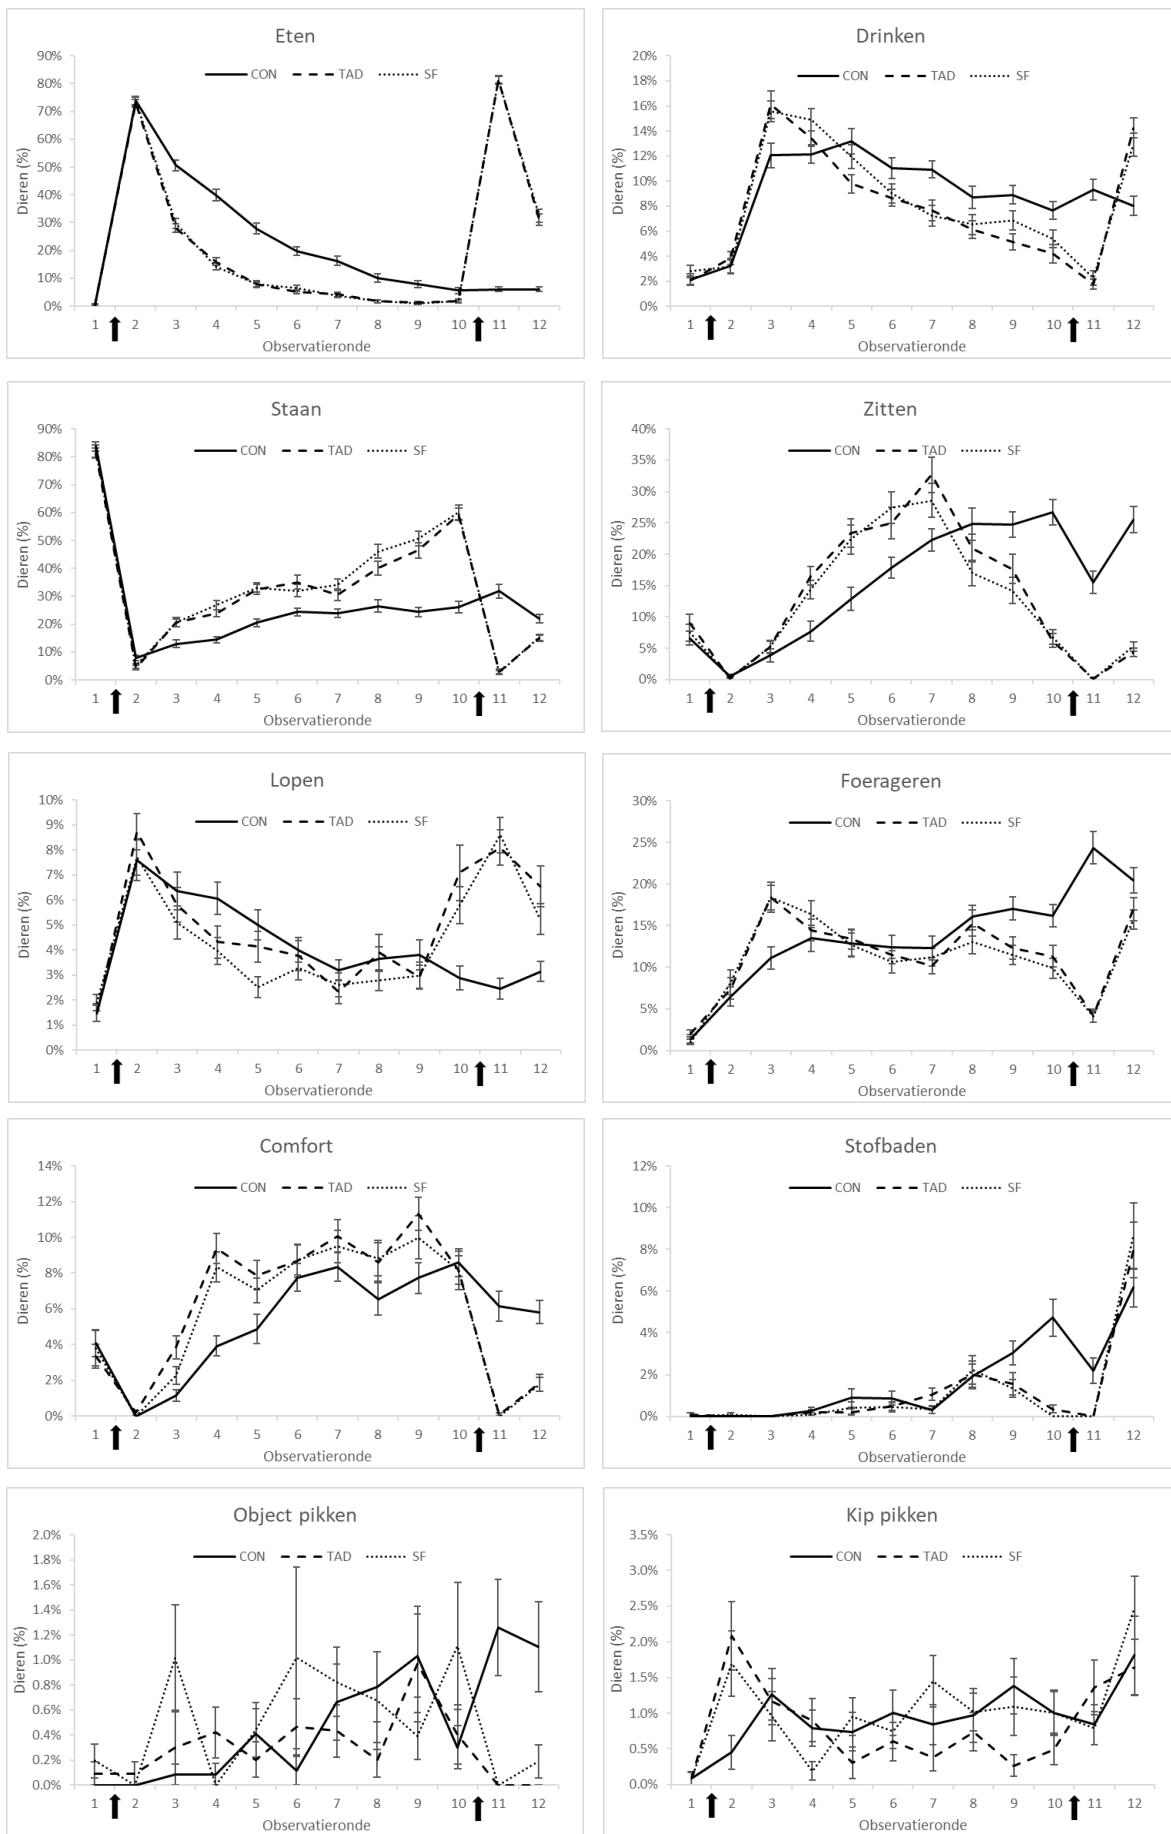 Eten
CON TAD SF
Dieren (%)
90%
80%
70%
60%
50%
40%
30%
20%
10%
0%
1 2 3 4 5 6 7 8 9 10 11 12
Observatieronde
Drinken
CON TAD SF
Dieren (%)
20%
18%
16%
14%
12%
10%
8%
6%
4%
2%
0%
1 2 3 4 5 6 7 8 9 10 11 12
Observatieronde
Staan
CON TAD SF
Dieren (%)
90%
80%
70%
60%
50%
40%
30%
20%
10%
0%
1 2 3 4 5 6 7 8 9 10 11 12
Observatieronde
Zitten
CON TAD SF
Dieren (%)
40%
35%
30%
25%
20%
15%
10%
5%
0%
1 2 3 4 5 6 7 8 9 10 11 12
Observatieronde
Lopen
CON TAD SF
Dieren (%)
10%
9%
8%
7%
6%
5%
4%
3%
2%
1%
0%
1 2 3 4 5 6 7 8 9 10 11 12
Observatieronde
Foerageren
CON TAD SF
Dieren (%)
30%
25%
20%
15%
10%
5%
0%
1 2 3 4 5 6 7 8 9 10 11 12
Observatieronde
Comfort
CON TAD SF
Dieren (%)
14%
12%
10%
8%
6%
4%
2%
0%
1 2 3 4 5 6 7 8 9 10 11 12
Observatieronde
Stofbaden
CON TAD SF
Dieren (%)
12%
10%
8%
6%
4%
2%
0%
1 2 3 4 5 6 7 8 9 10 11 12
Observatieronde
Object pikken
CON TAD SF
Dieren (%)
2.0%
1.8%
1.6%
1.4%
1.2%
1.0%
0.8%
0.6%
0.4%
0.2%
0.0%
1 2 3 4 5 6 7 8 9 10 11 12
Observatieronde
Kip pikken
CON TAD SF
Dieren (%)
3.5%
3.0%
2.5%
2.0%
1.5%
1.0%
0.5%
0.0%
1 2 3 4 5 6 7 8 9 10 11 12
Observatieronde